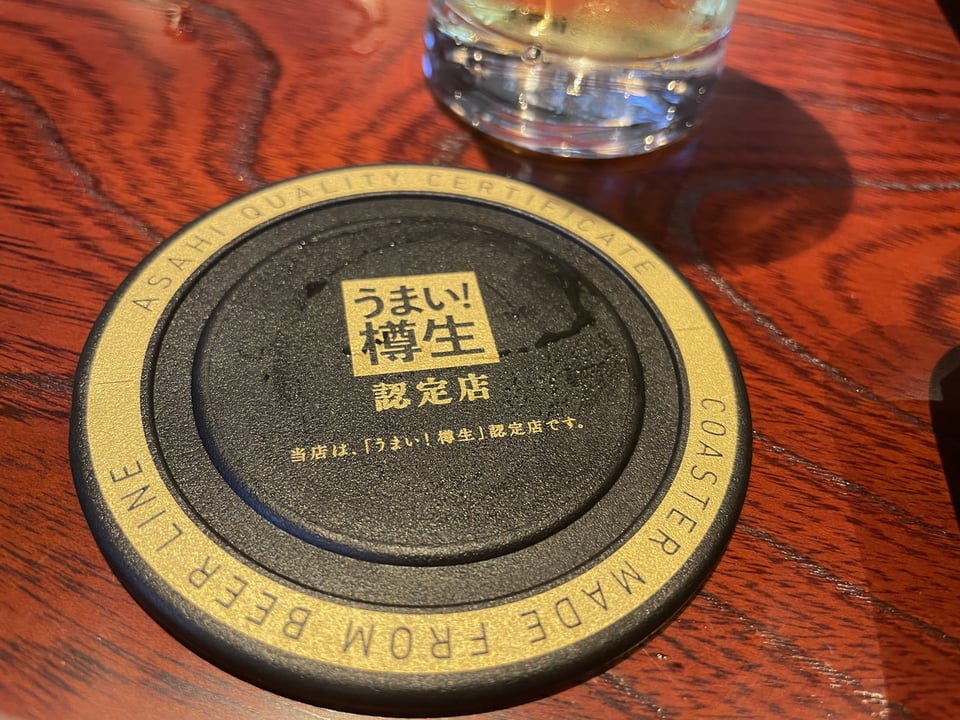 ASAHI QUALITY CERTIFICATE
うまい!
樽生
認定店
当店は、「うまい! 樽生」認定店です。
COASTER MADE FROM BEER LINE